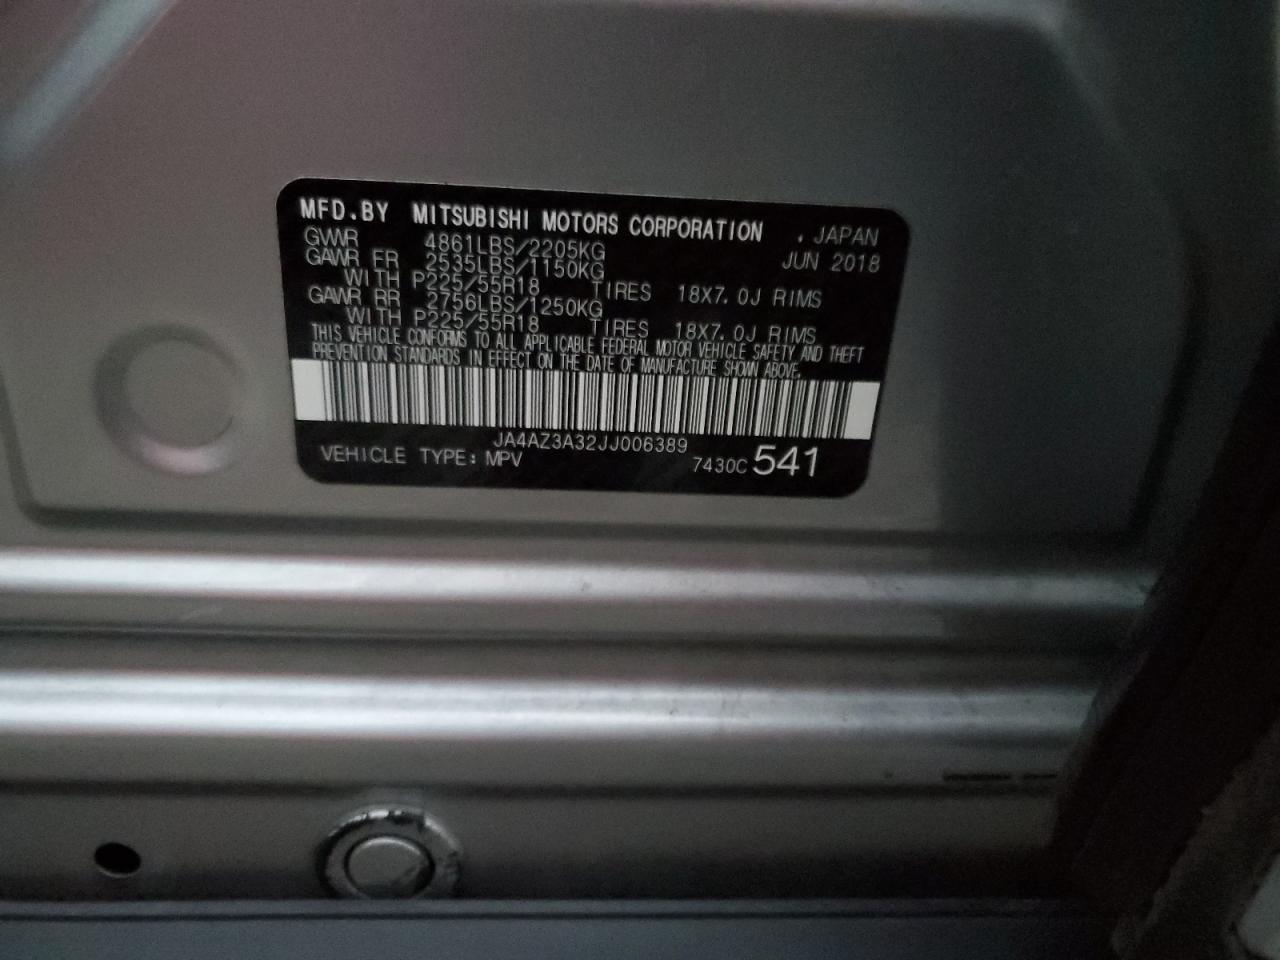 MFD.BY MITSUBISHI MOTORS CORPORATION . JAPAN
GVWR 4861LBS/2205KG JUN 2018
GAWR FR 2535LBS/1150KG
WITH P225/55R18 TIRES 18X7.0J RIMS
GAWR RR 2756LBS/1250KG
WITH P225/55R18 TIRES 18X7.0J RIMS
THIS VEHICLE CONFORMS TO ALL APPLICABLE FEDERAL MOTOR VEHICLE SAFETY AND THEFT
PREVENTION STANDARDS IN EFFECT ON THE DATE OF MANUFACTURE SHOWN ABOVE.
JA4AZ3A32JJ006389
VEHICLE TYPE: MPV 7430C 541